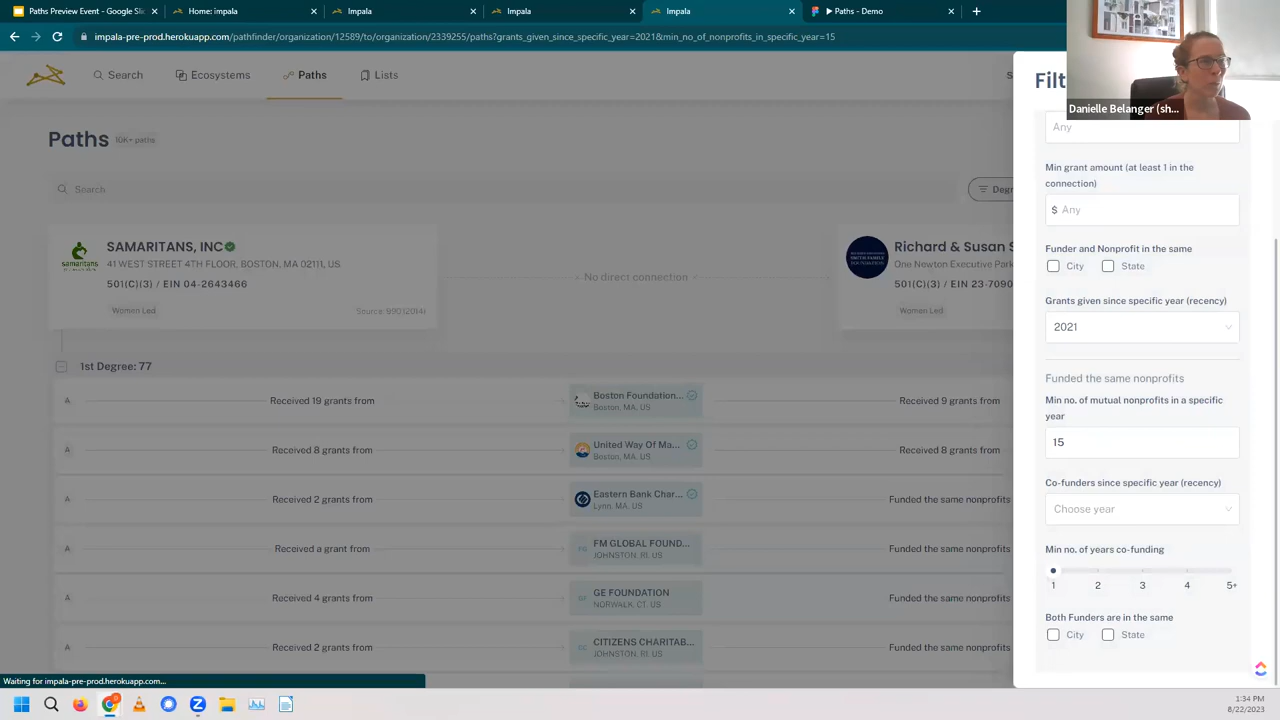 Paths Preview Event - Google Slid
Home: impala
Impala
Impala
Impala
Paths - Demo
impala-pre-prod.herokuapp.com/pathfinder/organization/12589/to/organization/2339255/paths?grants_given_since_specific_year=2021&min_no_of_nonprofits_in_specific_year=15
Search
Ecosystems
Paths
Lists
S
Filt
Danielle Belanger (sh...
Paths
10K+ paths
Search
Degr
SAMARITANS, INC
41 WEST STREET 4TH FLOOR, BOSTON, MA 02111, US
501(C)(3) / EIN 04-2643466
Women Led
samaritans
No direct connection
Richard & Susan S
One Newton Executive Park
501(C)(3) / EIN 23-7090
Women Led
1st Degree: 77
A
Received 19 grants from
Boston Foundation...
Boston, MA, US
Received 9 grants from
A
Received 8 grants from
United Way Of Ma...
Boston, MA, US
Received 8 grants from
A
Received 2 grants from
Eastern Bank Char...
Lynn, MA, US
Funded the same nonprofits
A
Received a grant from
FM GLOBAL FOUND...
JOHNSTON, RI, US
Funded the same nonprofits
A
Received 4 grants from
GE FOUNDATION
NORWALK, CT, US
Funded the same nonprofits
A
Received 2 grants from
CITIZENS CHARITAB...
JOHNSTON, RI, US
Funded the same nonprofits
Any
Min grant amount (at least 1 in the
connection)
$ Any
Funder and Nonprofit in the same
City
State
Grants given since specific year (recency)
2021
Funded the same nonprofits
Min no. of mutual nonprofits in a specific
year
15
Co-funders since specific year (recency)
Choose year
Min no. of years co-funding
1 2 3 4 5+
Both Funders are in the same
City
State
Waiting for impala-pre-prod.herokuapp.com...
1:34 PM
8/22/2023